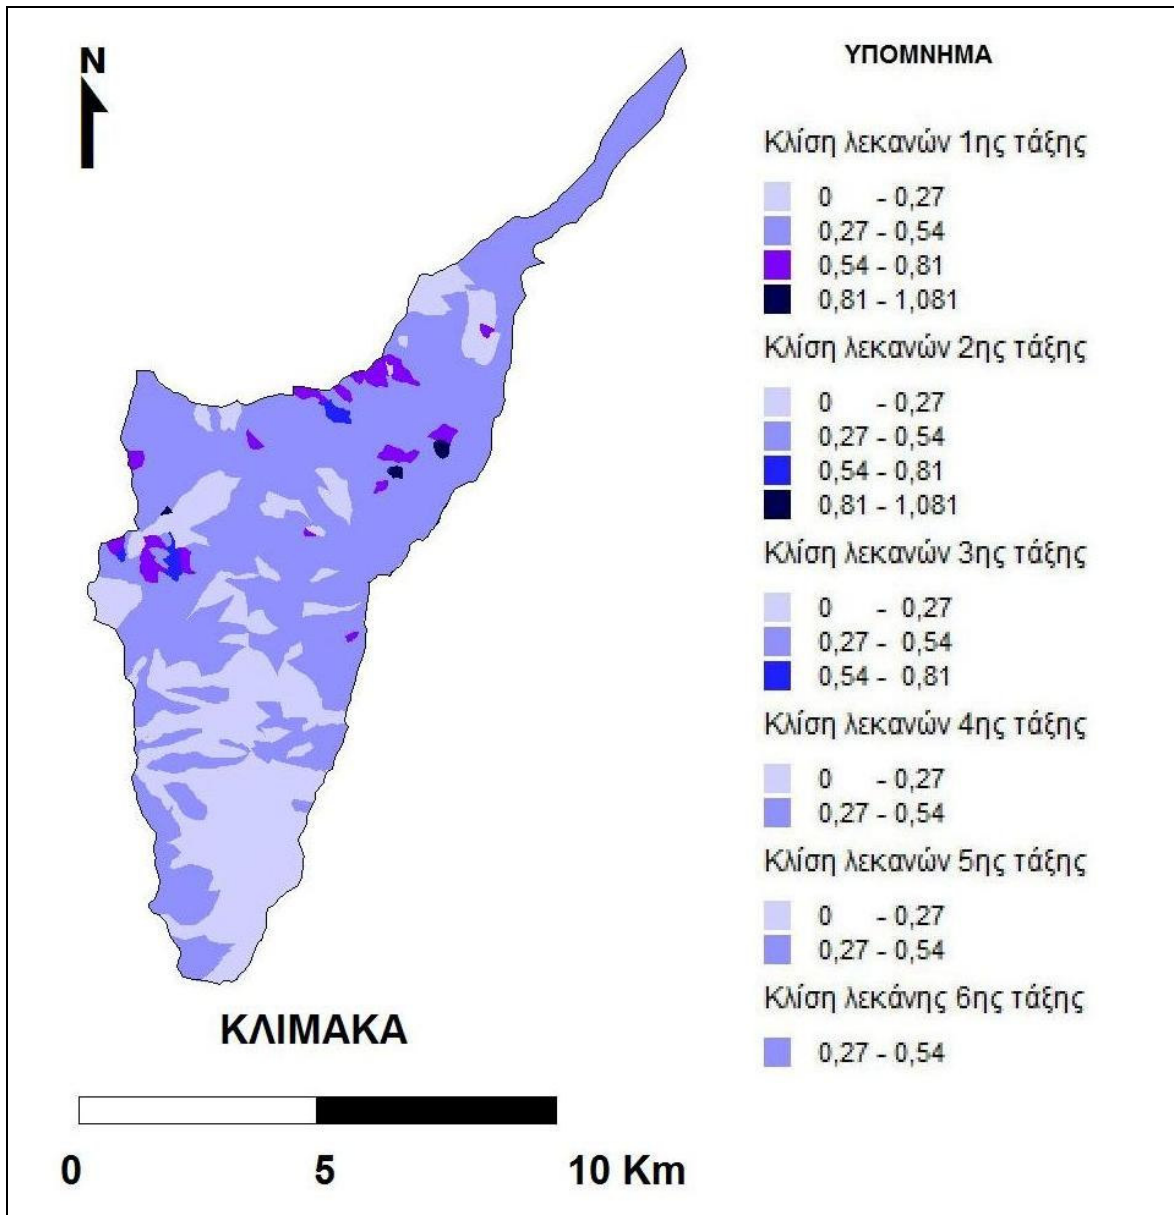 N
ΥΠΟΜΝΗΜΑ
Κλίση λεκανών 1ης τάξης
0 - 0,27
0,27 - 0,54
0,54 - 0,81
0,81 - 1,081
Κλίση λεκανών 2ης τάξης
0 - 0,27
0,27 - 0,54
0,54 - 0,81
0,81 - 1,081
Κλίση λεκανών 3ης τάξης
0 - 0,27
0,27 - 0,54
0,54 - 0,81
Κλίση λεκανών 4ης τάξης
0 - 0,27
0,27 - 0,54
Κλίση λεκανών 5ης τάξης
0 - 0,27
0,27 - 0,54
Κλίση λεκάνης 6ης τάξης
0,27 - 0,54
ΚΛΙΜΑΚΑ
0 5 10 Km